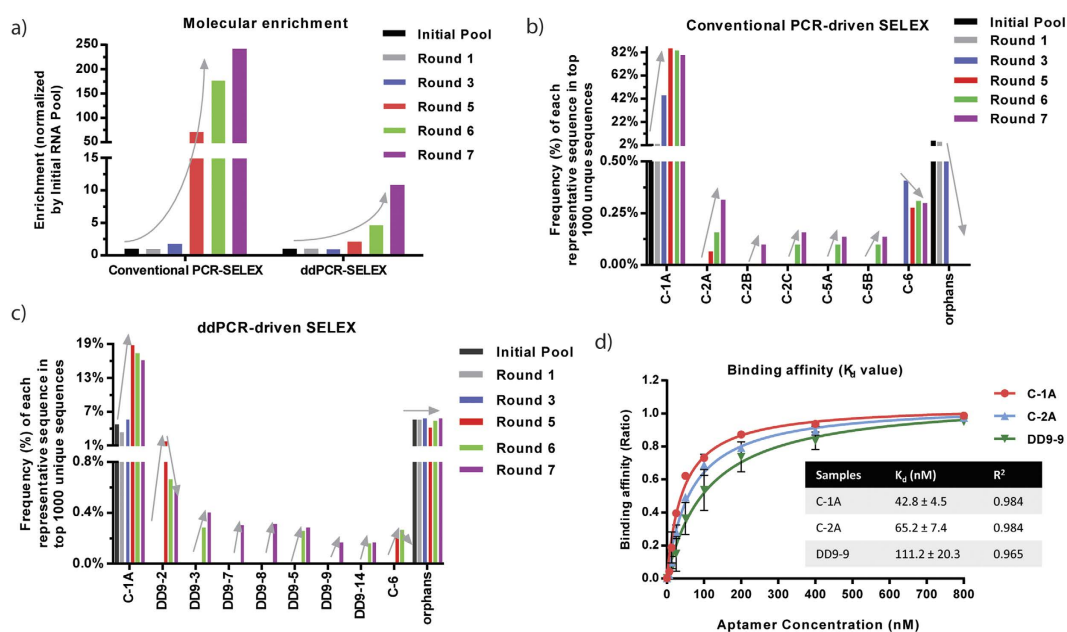 a)
Molecular enrichment
Enrichment (normalized
by Initial RNA Pool)
250
200
150
100
50
15
10
5
0
Conventional PCR-SELEX
ddPCR-SELEX
Initial Pool
Round 1
Round 3
Round 5
Round 6
Round 7
b)
Conventional PCR-driven SELEX
Frequency (%) of each
representative sequence in top
1000 unique sequences
82%
62%
42%
22%
2%
0.50%
0.25%
0.00%
C-1A
C-2A
C-2B
C-2C
C-5A
C-5B
C-6
orphans
Initial Pool
Round 1
Round 3
Round 5
Round 6
Round 7
c)
ddPCR-driven SELEX
Frequency (%) of each
representative sequence in
top 1000 unique sequences
19%
13%
7%
1%
0.8%
0.4%
0.0%
C-1A
DD9-2
DD9-3
DD9-7
DD9-8
DD9-5
DD9-9
DD9-14
C-6
orphans
Initial Pool
Round 1
Round 3
Round 5
Round 6
Round 7
d)
Binding affinity (Kd value)
Binding affinity (Ratio)
1.2
1.0
0.8
0.6
0.4
0.2
0.0
0 100 200 300 400 500 600 700 800
Aptamer Concentration (nM)
C-1A
C-2A
DD9-9
Samples Kd (nM) R2
C-1A 42.8 ± 4.5 0.984
C-2A 65.2 ± 7.4 0.984
DD9-9 111.2 ± 20.3 0.965